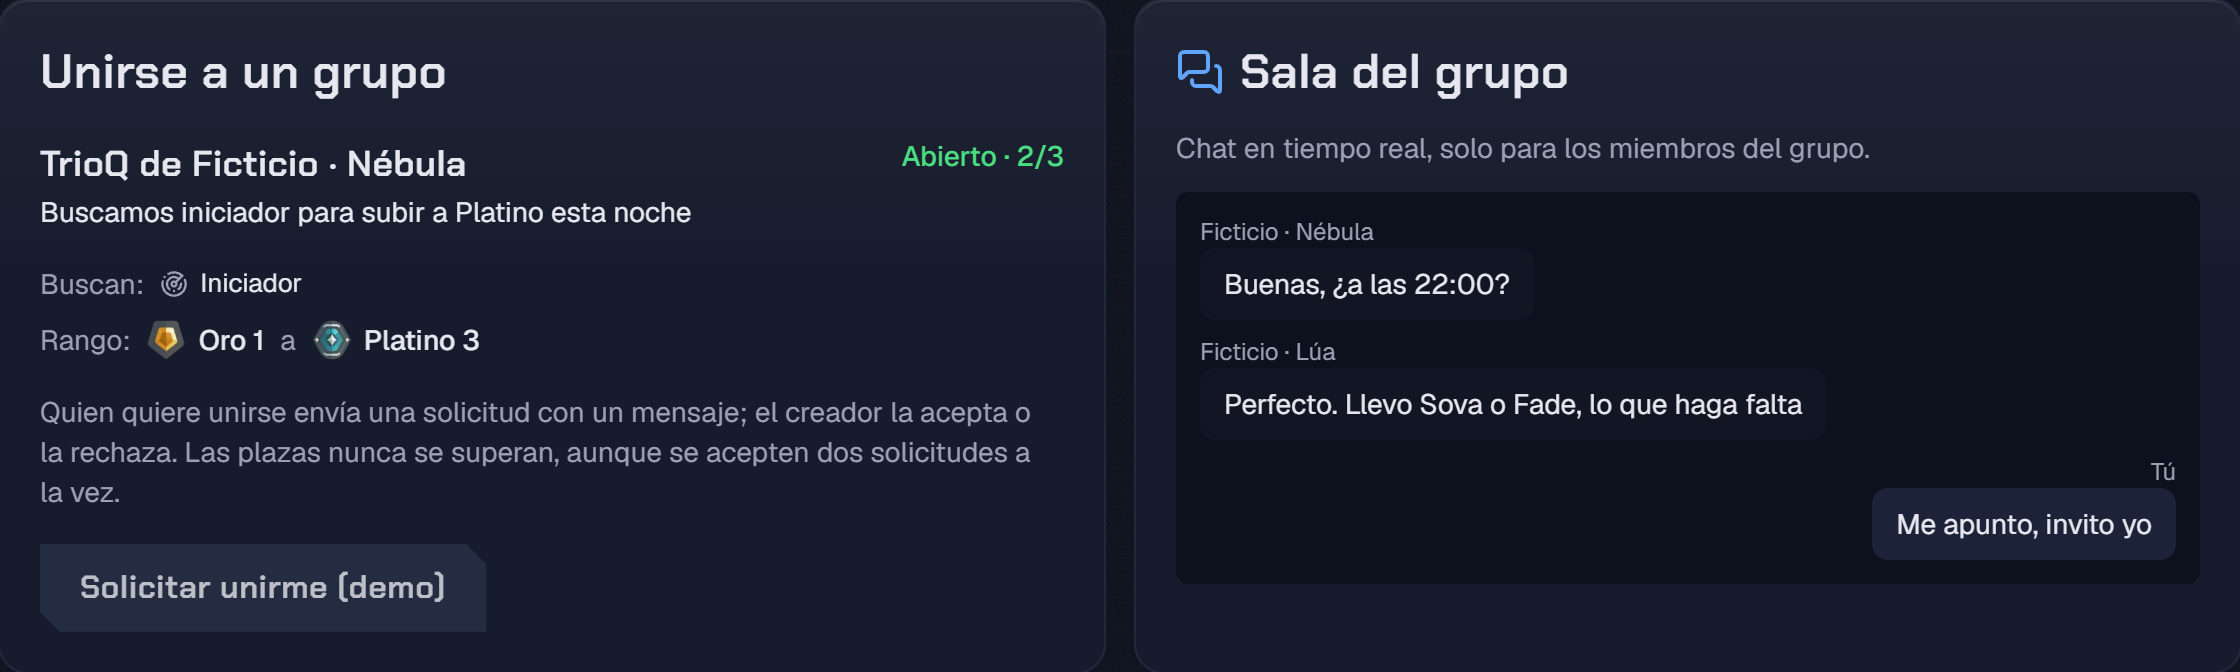 Unirse a un grupo
TrioQ de Ficticio · Nébula
Abierto · 2/3
Buscamos iniciador para subir a Platino esta noche
Buscan: Iniciador
Rango: Oro 1 a Platino 3
Quien quiere unirse envía una solicitud con un mensaje; el creador la acepta o
la rechaza. Las plazas nunca se superan, aunque se acepten dos solicitudes a
la vez.
Solicitar unirme (demo)
Sala del grupo
Chat en tiempo real, solo para los miembros del grupo.
Ficticio · Nébula
Buenas, ¿a las 22:00?
Ficticio · Lúa
Perfecto. Llevo Sova o Fade, lo que haga falta
Tú
Me apunto, invito yo